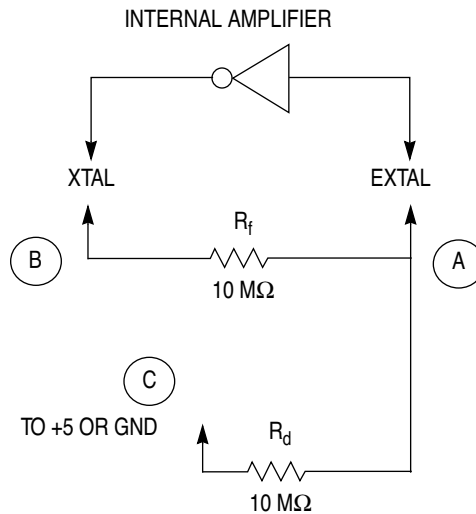 INTERNAL AMPLIFIER
XTAL
EXTAL
Rf
B
A
10 MΩ
C
TO +5 OR GND
Rd
10 MΩ